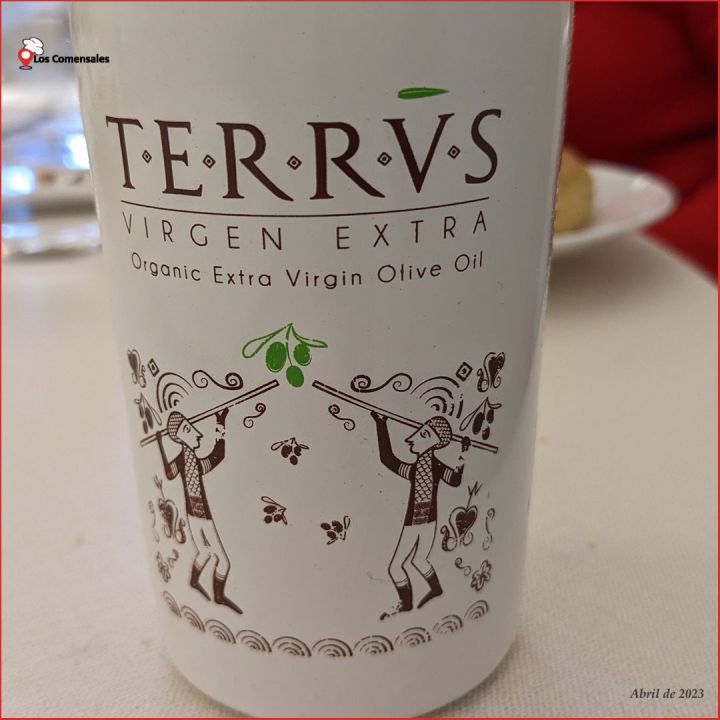 Los Comensales
T·E·R·R·V·S
VIRGEN EXTRA
Organic Extra Virgin Olive Oil
Abril de 2023